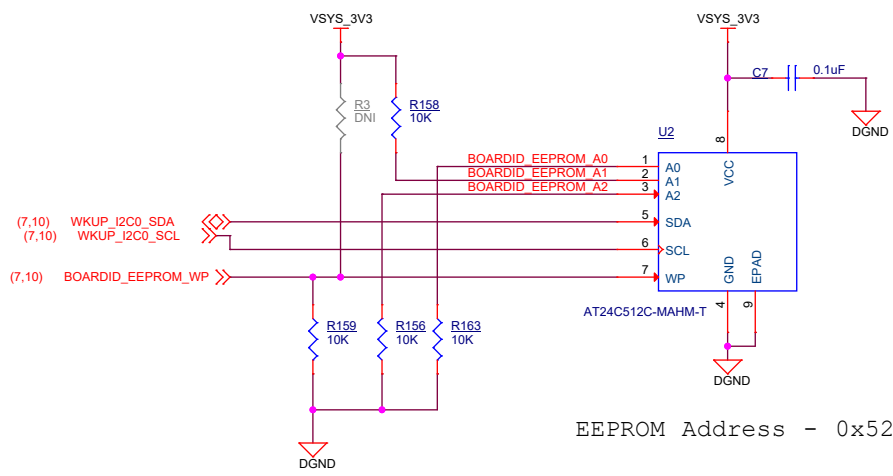 VSYS_3V3
VSYS_3V3
C7 0.1uF
DGND
R3
DNI
R158
10K
U2
8
VCC
BOARDID_EEPROM_A0 1 A0
BOARDID_EEPROM_A1 2 A1
BOARDID_EEPROM_A2 3 A2
(7,10) WKUP_I2C0_SDA 5 SDA
(7,10) WKUP_I2C0_SCL 6 SCL
(7,10) BOARDID_EEPROM_WP 7 WP
GND
EPAD
4
9
AT24C512C-MAHM-T
R159
10K
R156
10K
R163
10K
DGND
DGND
EEPROM Address - 0x52